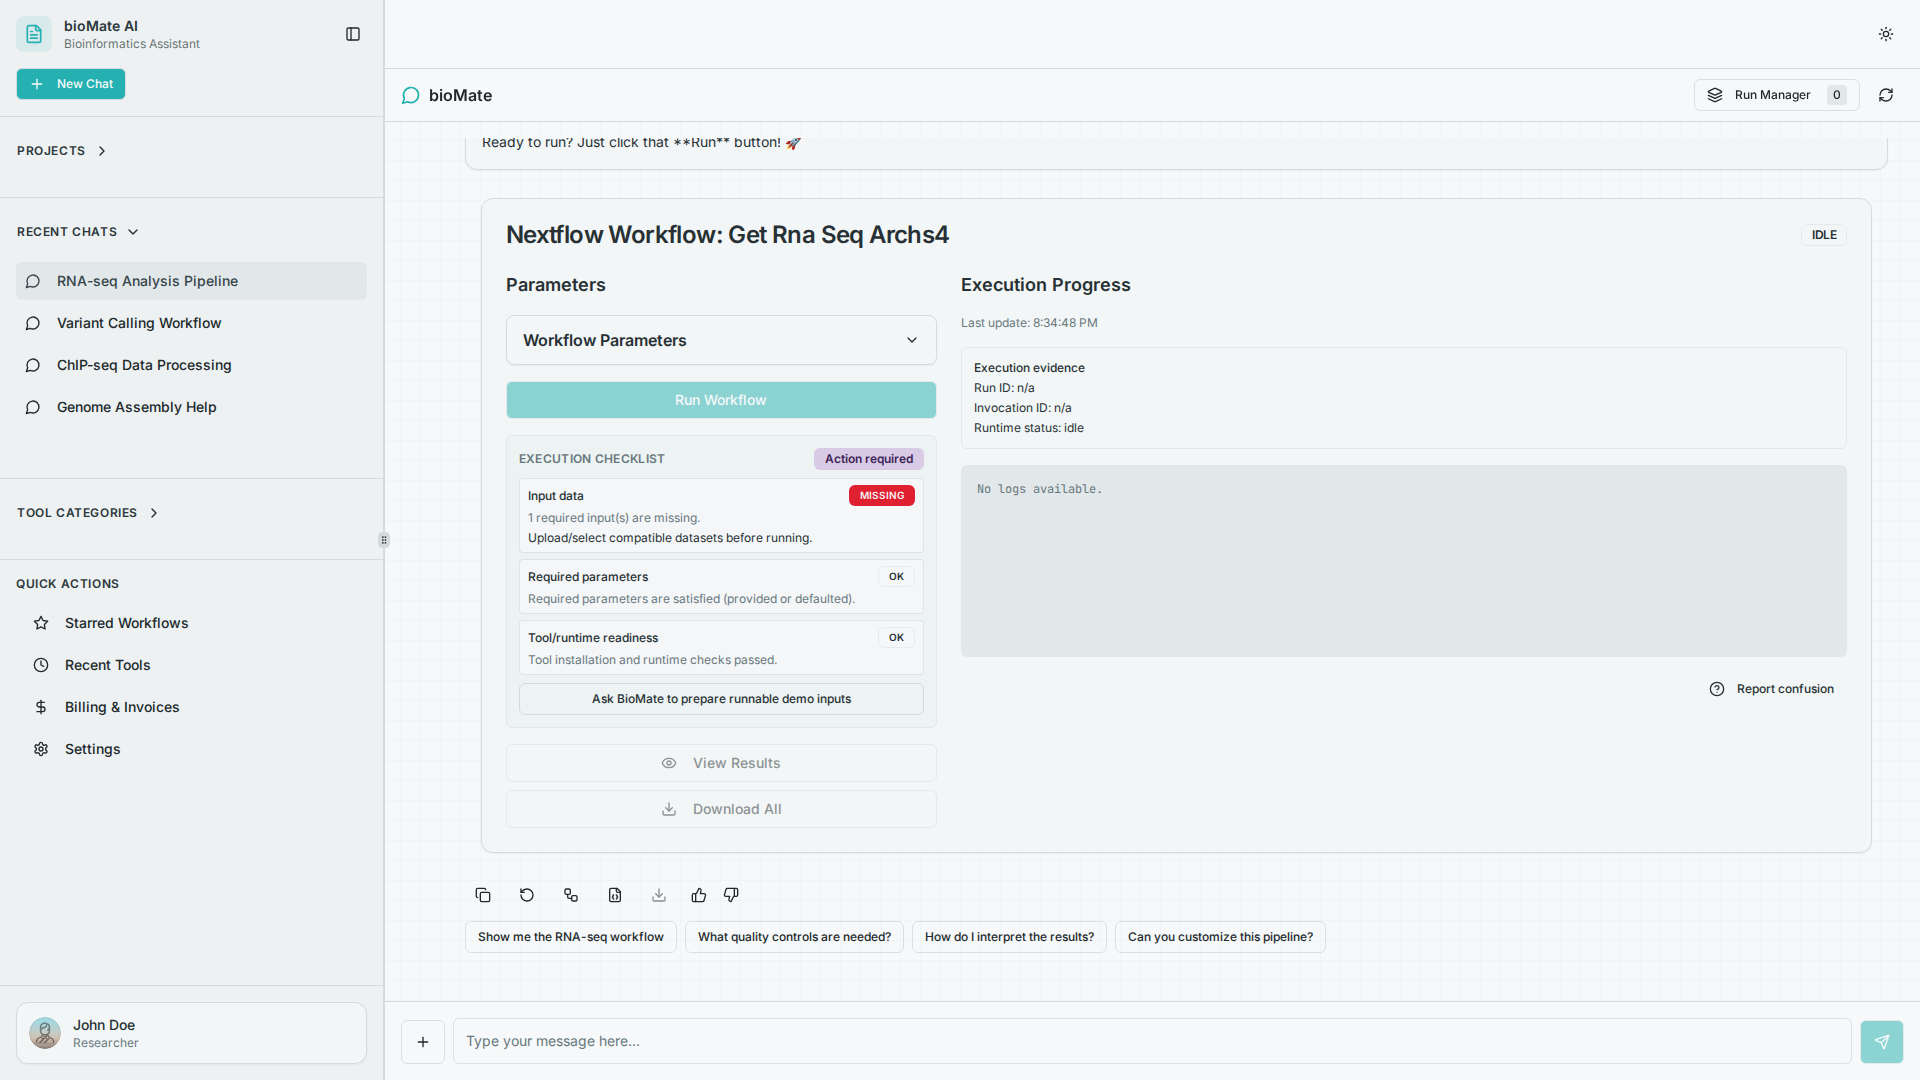 bioMate AI
Bioinformatics Assistant
New Chat
PROJECTS
RECENT CHATS
RNA-seq Analysis Pipeline
Variant Calling Workflow
ChIP-seq Data Processing
Genome Assembly Help
TOOL CATEGORIES
QUICK ACTIONS
Starred Workflows
Recent Tools
Billing & Invoices
Settings
John Doe
Researcher
bioMate
Run Manager 0
Ready to run? Just click that **Run** button! 🚀
Nextflow Workflow: Get Rna Seq Archs4
IDLE
Parameters
Workflow Parameters
Run Workflow
EXECUTION CHECKLIST
Action required
Input data
MISSING
1 required input(s) are missing.
Upload/select compatible datasets before running.
Required parameters
OK
Required parameters are satisfied (provided or defaulted).
Tool/runtime readiness
OK
Tool installation and runtime checks passed.
Ask BioMate to prepare runnable demo inputs
View Results
Download All
Execution Progress
Last update: 8:34:48 PM
Execution evidence
Run ID: n/a
Invocation ID: n/a
Runtime status: idle
No logs available.
Report confusion
Show me the RNA-seq workflow
What quality controls are needed?
How do I interpret the results?
Can you customize this pipeline?
Type your message here...